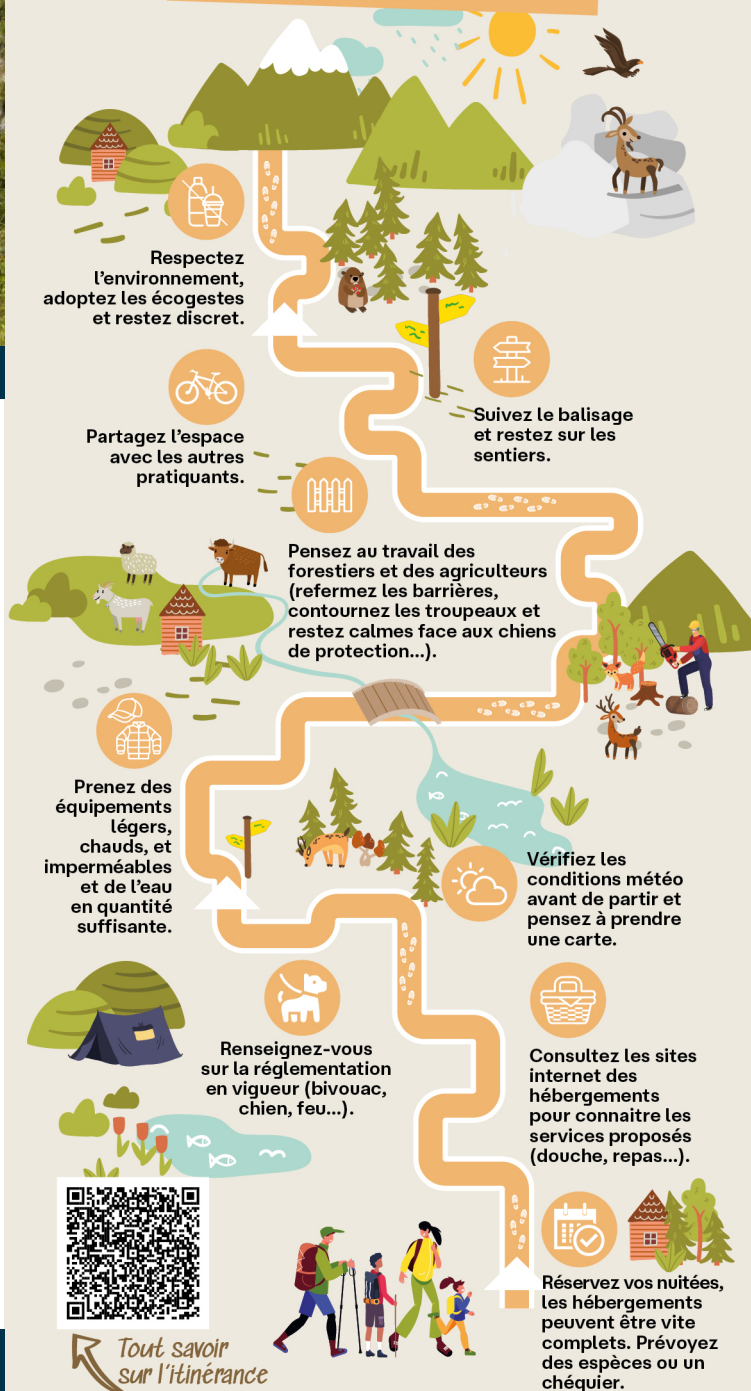 Respectez
l'environnement,
adoptez les écogestes
et restez discret.
Suivez le balisage
et restez sur les
sentiers.
Partagez l'espace
avec les autres
pratiquants.
Pensez au travail des
forestiers et des agriculteurs
(refermez les barrières,
contournez les troupeaux et
restez calmes face aux chiens
de protection...).
Prenez des
équipements
légers,
chauds, et
imperméables
et de l'eau
en quantité
suffisante.
Vérifiez les
conditions météo
avant de partir et
pensez à prendre
une carte.
Renseignez-vous
sur la réglementation
en vigueur (bivouac,
chien, feu...).
Consultez les sites
internet des
hébergements
pour connaitre les
services proposés
(douche, repas...).
Réservez vos nuitées,
les hébergements
peuvent être vite
complets. Prévoyez
des espèces ou un
chéquier.
Tout savoir
sur l'itinérance